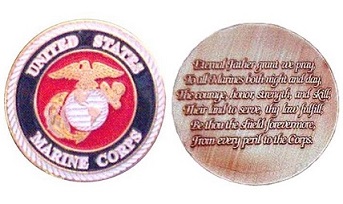 UNITED STATES
MARINE CORPS
Eternal Father grant we pray,
To all Marines both night and day,
The courage, honor, strength, and skill,
Their land to serve, thy law fulfill,
Be thou the shield forevermore,
From every peril to the Corps.